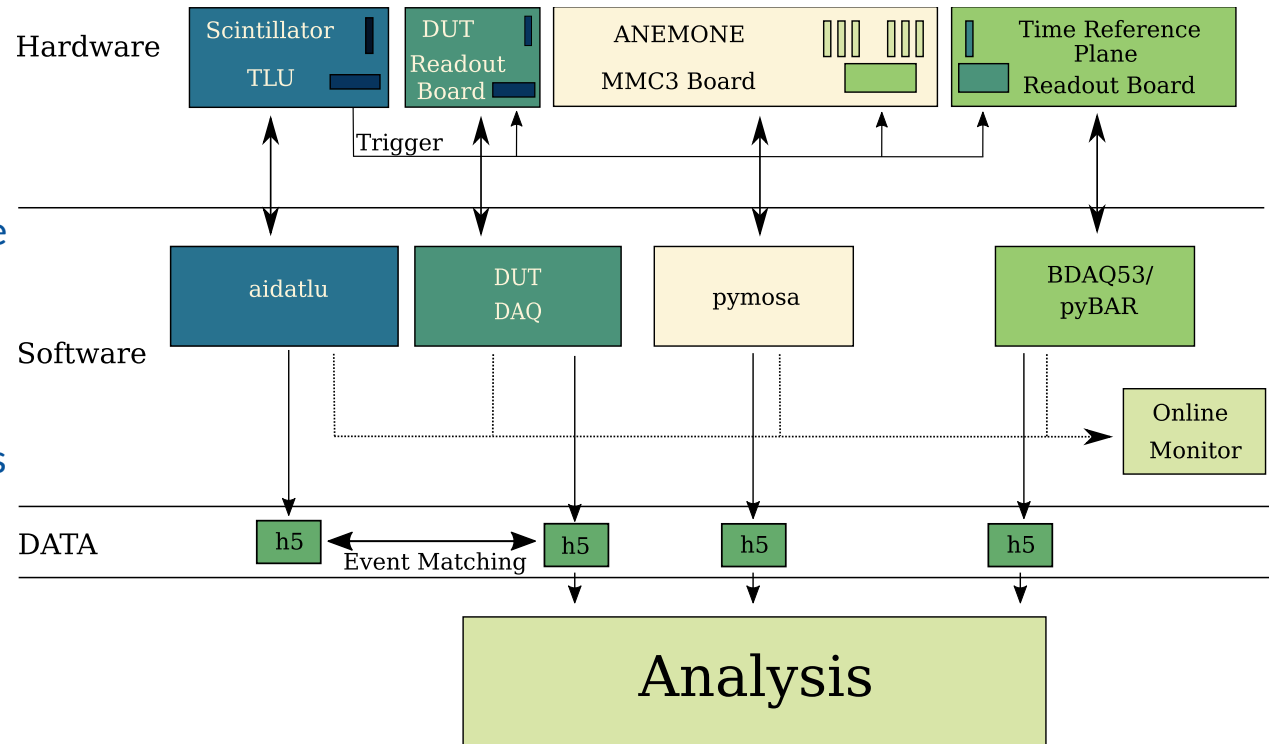 Hardware
Scintillator
TLU
DUT
Readout
Board
ANEMONE
MMC3 Board
Time Reference
Plane
Readout Board
Trigger
e
Software
aidatlu
DUT
DAQ
pymosa
BDAQ53/
pyBAR
Online
Monitor
s
DATA
h5
Event Matching
h5
h5
h5
Analysis